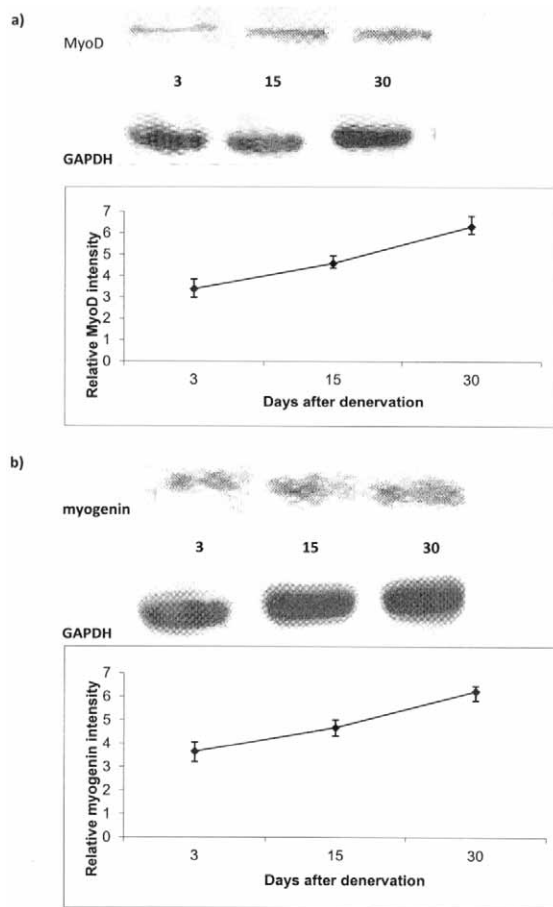 a)
MyoD
3 15 30
GAPDH
7
6
5
4
3
2
1
0
Relative MyoD intensity
3 15 30
Days after denervation
b)
myogenin
3 15 30
GAPDH
7
6
5
4
3
2
1
0
Relative myogenin intensity
3 15 30
Days after denervation